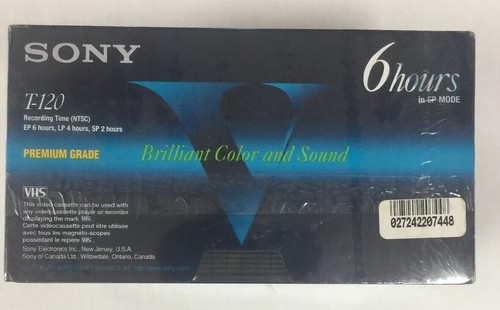 SONY
6 hours
in EP MODE
T-120
Recording Time (NTSC)
EP 6 hours, LP 4 hours, SP 2 hours
PREMIUM GRADE
Brilliant Color and Sound
VHS
This video cassette can be used with
any video cassette player or recorder
displaying the mark VHS.
Cette vidéocassette peut être utilisée
avec tous les magnéto-scopes
possédant le repère VHS.
Sony Electronics Inc., New Jersey, U.S.A.
Sony of Canada Ltd., Willowdale, Ontario, Canada
027242207448